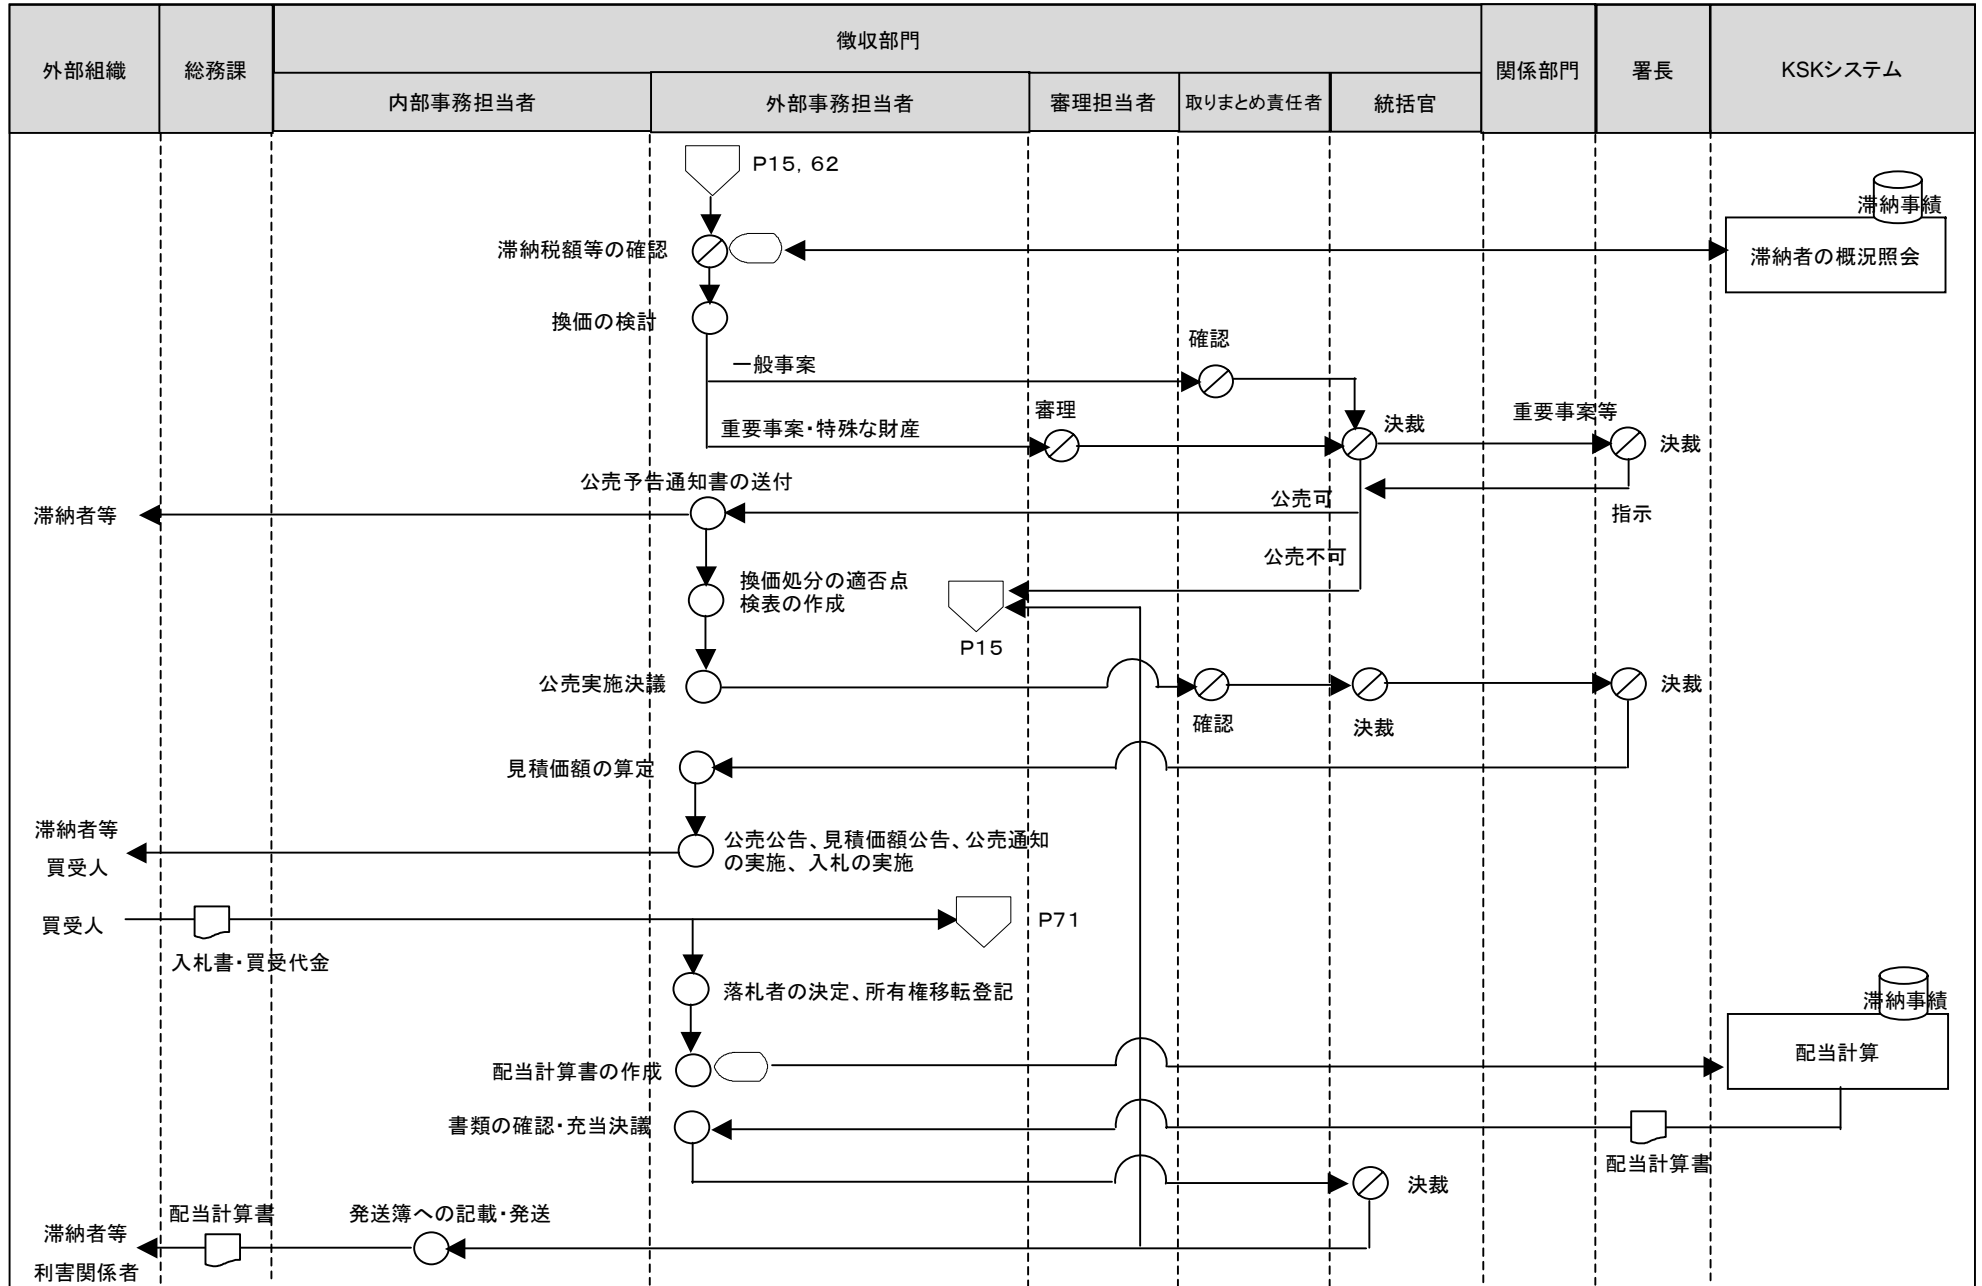 徴収部門
外部組織
総務課
関係部門
署長
KSKシステム
内部事務担当者
外部事務担当者
審理担当者
取りまとめ責任者
統括官
P15，62
滞納事績
滞納税額等の確認
滞納者の概況照会
換価の検討
確認
一般事案
審理
重要事案等
決裁
重要事案・特殊な財産
決裁
公売予告通知書の送付
公売可
滞納者等
指示
公売不可
換価処分の適否点
検表の作成
P15
公売実施決議
決裁
確認
決裁
見積価額の算定
滞納者等
買受人
公売公告、見積価額公告、公売通知
の実施、入札の実施
買受人
P71
入札書・買受代金
落札者の決定、所有権移転登記
滞納事績
配当計算
配当計算書の作成
書類の確認・充当決議
配当計算書
決裁
配当計算書
発送簿への記載・発送
滞納者等
利害関係者